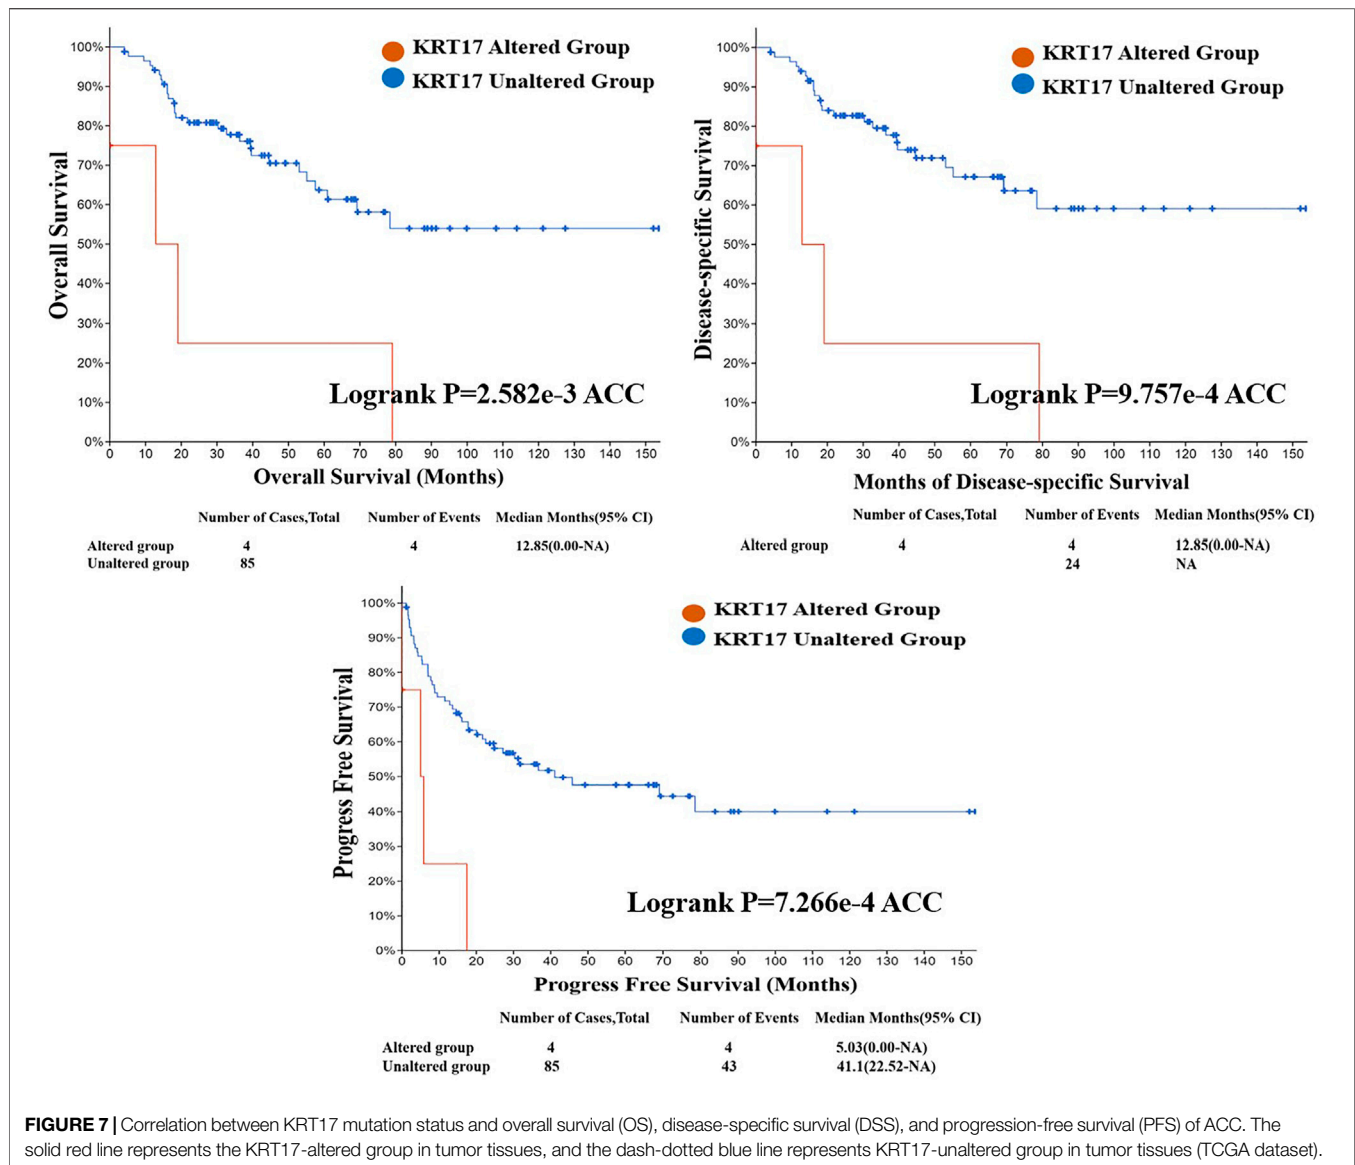 KRT17 Altered Group
KRT17 Unaltered Group
100%
90%
80%
70%
60%
50%
40%
30%
20%
10%
0%
Overall Survival
Logrank P=2.582e-3 ACC
0 10 20 30 40 50 60 70 80 90 100 110 120 130 140 150
Overall Survival (Months)
Number of Cases,Total Number of Events Median Months(95% CI)
Altered group 4 4 12.85(0.00-NA)
Unaltered group 85
KRT17 Altered Group
KRT17 Unaltered Group
100%
90%
80%
70%
60%
50%
40%
30%
20%
10%
0%
Disease-specific Survival
Logrank P=9.757e-4 ACC
0 10 20 30 40 50 60 70 80 90 100 110 120 130 140 150
Months of Disease-specific Survival
Number of Cases,Total Number of Events Median Months(95% CI)
Altered group 4 4 12.85(0.00-NA)
24 NA
KRT17 Altered Group
KRT17 Unaltered Group
100%
90%
80%
70%
60%
50%
40%
30%
20%
10%
0%
Progress Free Survival
Logrank P=7.266e-4 ACC
0 10 20 30 40 50 60 70 80 90 100 110 120 130 140 150
Progress Free Survival (Months)
Number of Cases,Total Number of Events Median Months(95% CI)
Altered group 4 4 5.03(0.00-NA)
Unaltered group 85 43 41.1(22.52-NA)
FIGURE 7 | Correlation between KRT17 mutation status and overall survival (OS), disease-specific survival (DSS), and progression-free survival (PFS) of ACC. The
solid red line represents the KRT17-altered group in tumor tissues, and the dash-dotted blue line represents KRT17-unaltered group in tumor tissues (TCGA dataset).